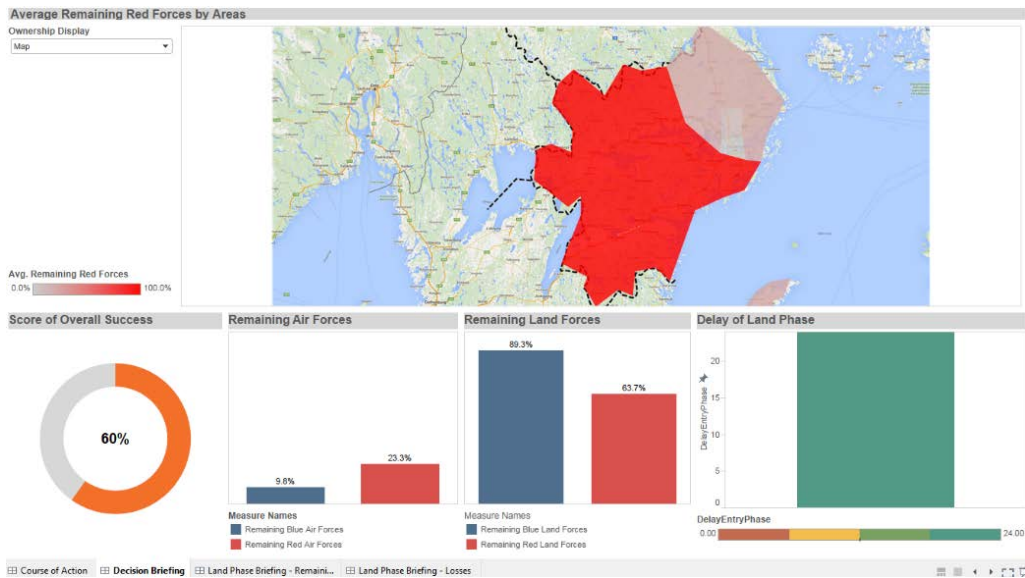 Average Remaining Red Forces by Areas
Ownership Display
Map
Avg. Remaining Red Forces
0.0%
100.0%
Score of Overall Success
60%
Remaining Air Forces
9.8%
23.3%
Measure Names
Remaining Blue Air Forces
Remaining Red Air Forces
Remaining Land Forces
89.3%
63.7%
Measure Names
Remaining Blue Land Forces
Remaining Red Land Forces
Delay of Land Phase
DelayEntryPhase
20
15
10
5
0
DelayEntryPhase
0.00
24.00
Course of Action
Decision Briefing
Land Phase Briefing - Remaini...
Land Phase Briefing - Losses